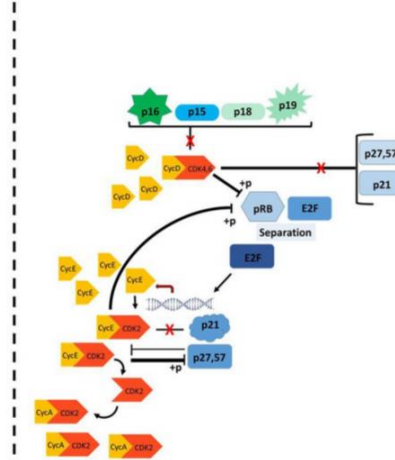 p16 p15 p18 p19
CycD CycD CDK4,6 p27,57
CycD CycD p21
+p
pRB E2F
+p
Separation
E2F
CycE
CycE CycE
CycE
CycE CDK2 p21
CycE CDK2 p27,57
+p
CDK2
CycA CDK2
CycA CDK2 CycA CDK2